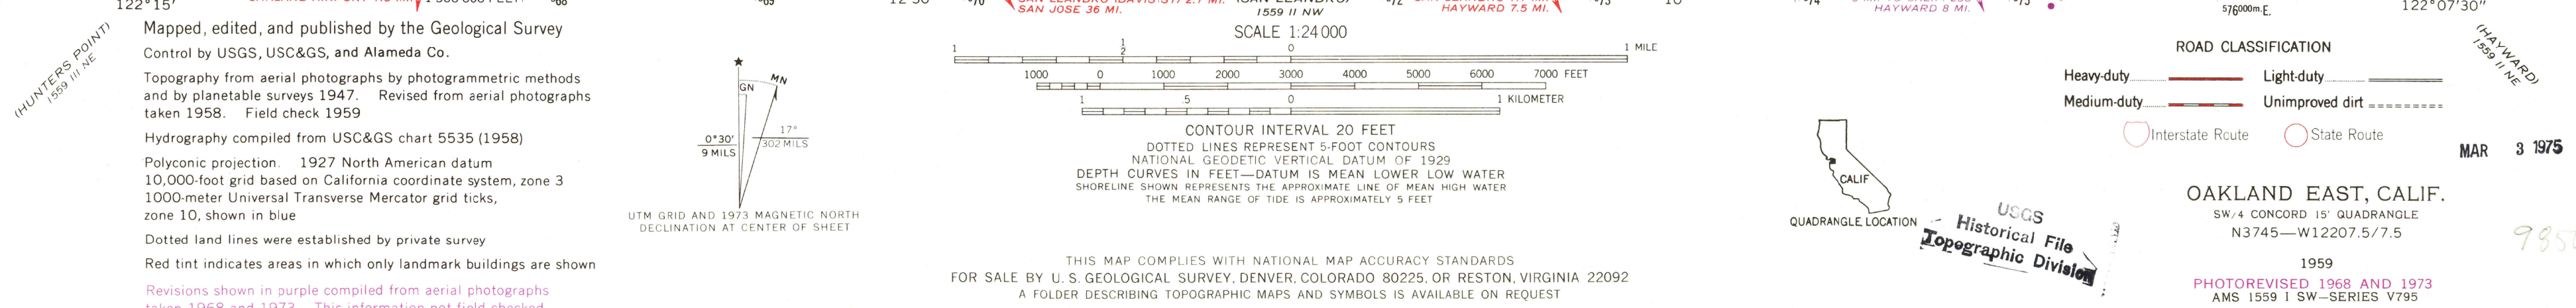 122°15'
Mapped, edited, and published by the Geological Survey
Control by USGS, USC&GS, and Alameda Co.
Topography from aerial photographs by photogrammetric methods
and by planetable surveys 1947. Revised from aerial photographs
taken 1958. Field check 1959
Hydrography compiled from USC&GS chart 5535 (1958)
Polyconic projection. 1927 North American datum
10,000-foot grid based on California coordinate system, zone 3
1000-meter Universal Transverse Mercator grid ticks,
zone 10, shown in blue
Dotted land lines were established by private survey
Red tint indicates areas in which only landmark buildings are shown
Revisions shown in purple compiled from aerial photographs
taken 1968 and 1973. This information not field checked
(HUNTERS POINT)
1559 III NE
GN
MN
0°30'
9 MILS
17°
302 MILS
UTM GRID AND 1973 MAGNETIC NORTH
DECLINATION AT CENTER OF SHEET
SAN JOSE 36 MI.
1559 II NW
HAYWARD 7.5 MI.
HAYWARD 8 MI.
576000m.E.
122°07'30"
SCALE 1:24000
1 1/2 0 1 MILE
1000 0 1000 2000 3000 4000 5000 6000 7000 FEET
1 .5 0 1 KILOMETER
CONTOUR INTERVAL 20 FEET
DOTTED LINES REPRESENT 5-FOOT CONTOURS
NATIONAL GEODETIC VERTICAL DATUM OF 1929
DEPTH CURVES IN FEET—DATUM IS MEAN LOWER LOW WATER
SHORELINE SHOWN REPRESENTS THE APPROXIMATE LINE OF MEAN HIGH WATER
THE MEAN RANGE OF TIDE IS APPROXIMATELY 5 FEET
THIS MAP COMPLIES WITH NATIONAL MAP ACCURACY STANDARDS
FOR SALE BY U.S. GEOLOGICAL SURVEY, DENVER, COLORADO 80225, OR RESTON, VIRGINIA 22092
A FOLDER DESCRIBING TOPOGRAPHIC MAPS AND SYMBOLS IS AVAILABLE ON REQUEST
CALIF
QUADRANGLE LOCATION
USGS
Historical File
Topographic Division
ROAD CLASSIFICATION
Heavy-duty Light-duty
Medium-duty Unimproved dirt
Interstate Route State Route
(HAYWARD)
1559 II NE
MAR 3 1975
OAKLAND EAST, CALIF.
SW/4 CONCORD 15' QUADRANGLE
N3745—W12207.5/7.5
1959
PHOTOREVISED 1968 AND 1973
AMS 1559 I SW—SERIES V795